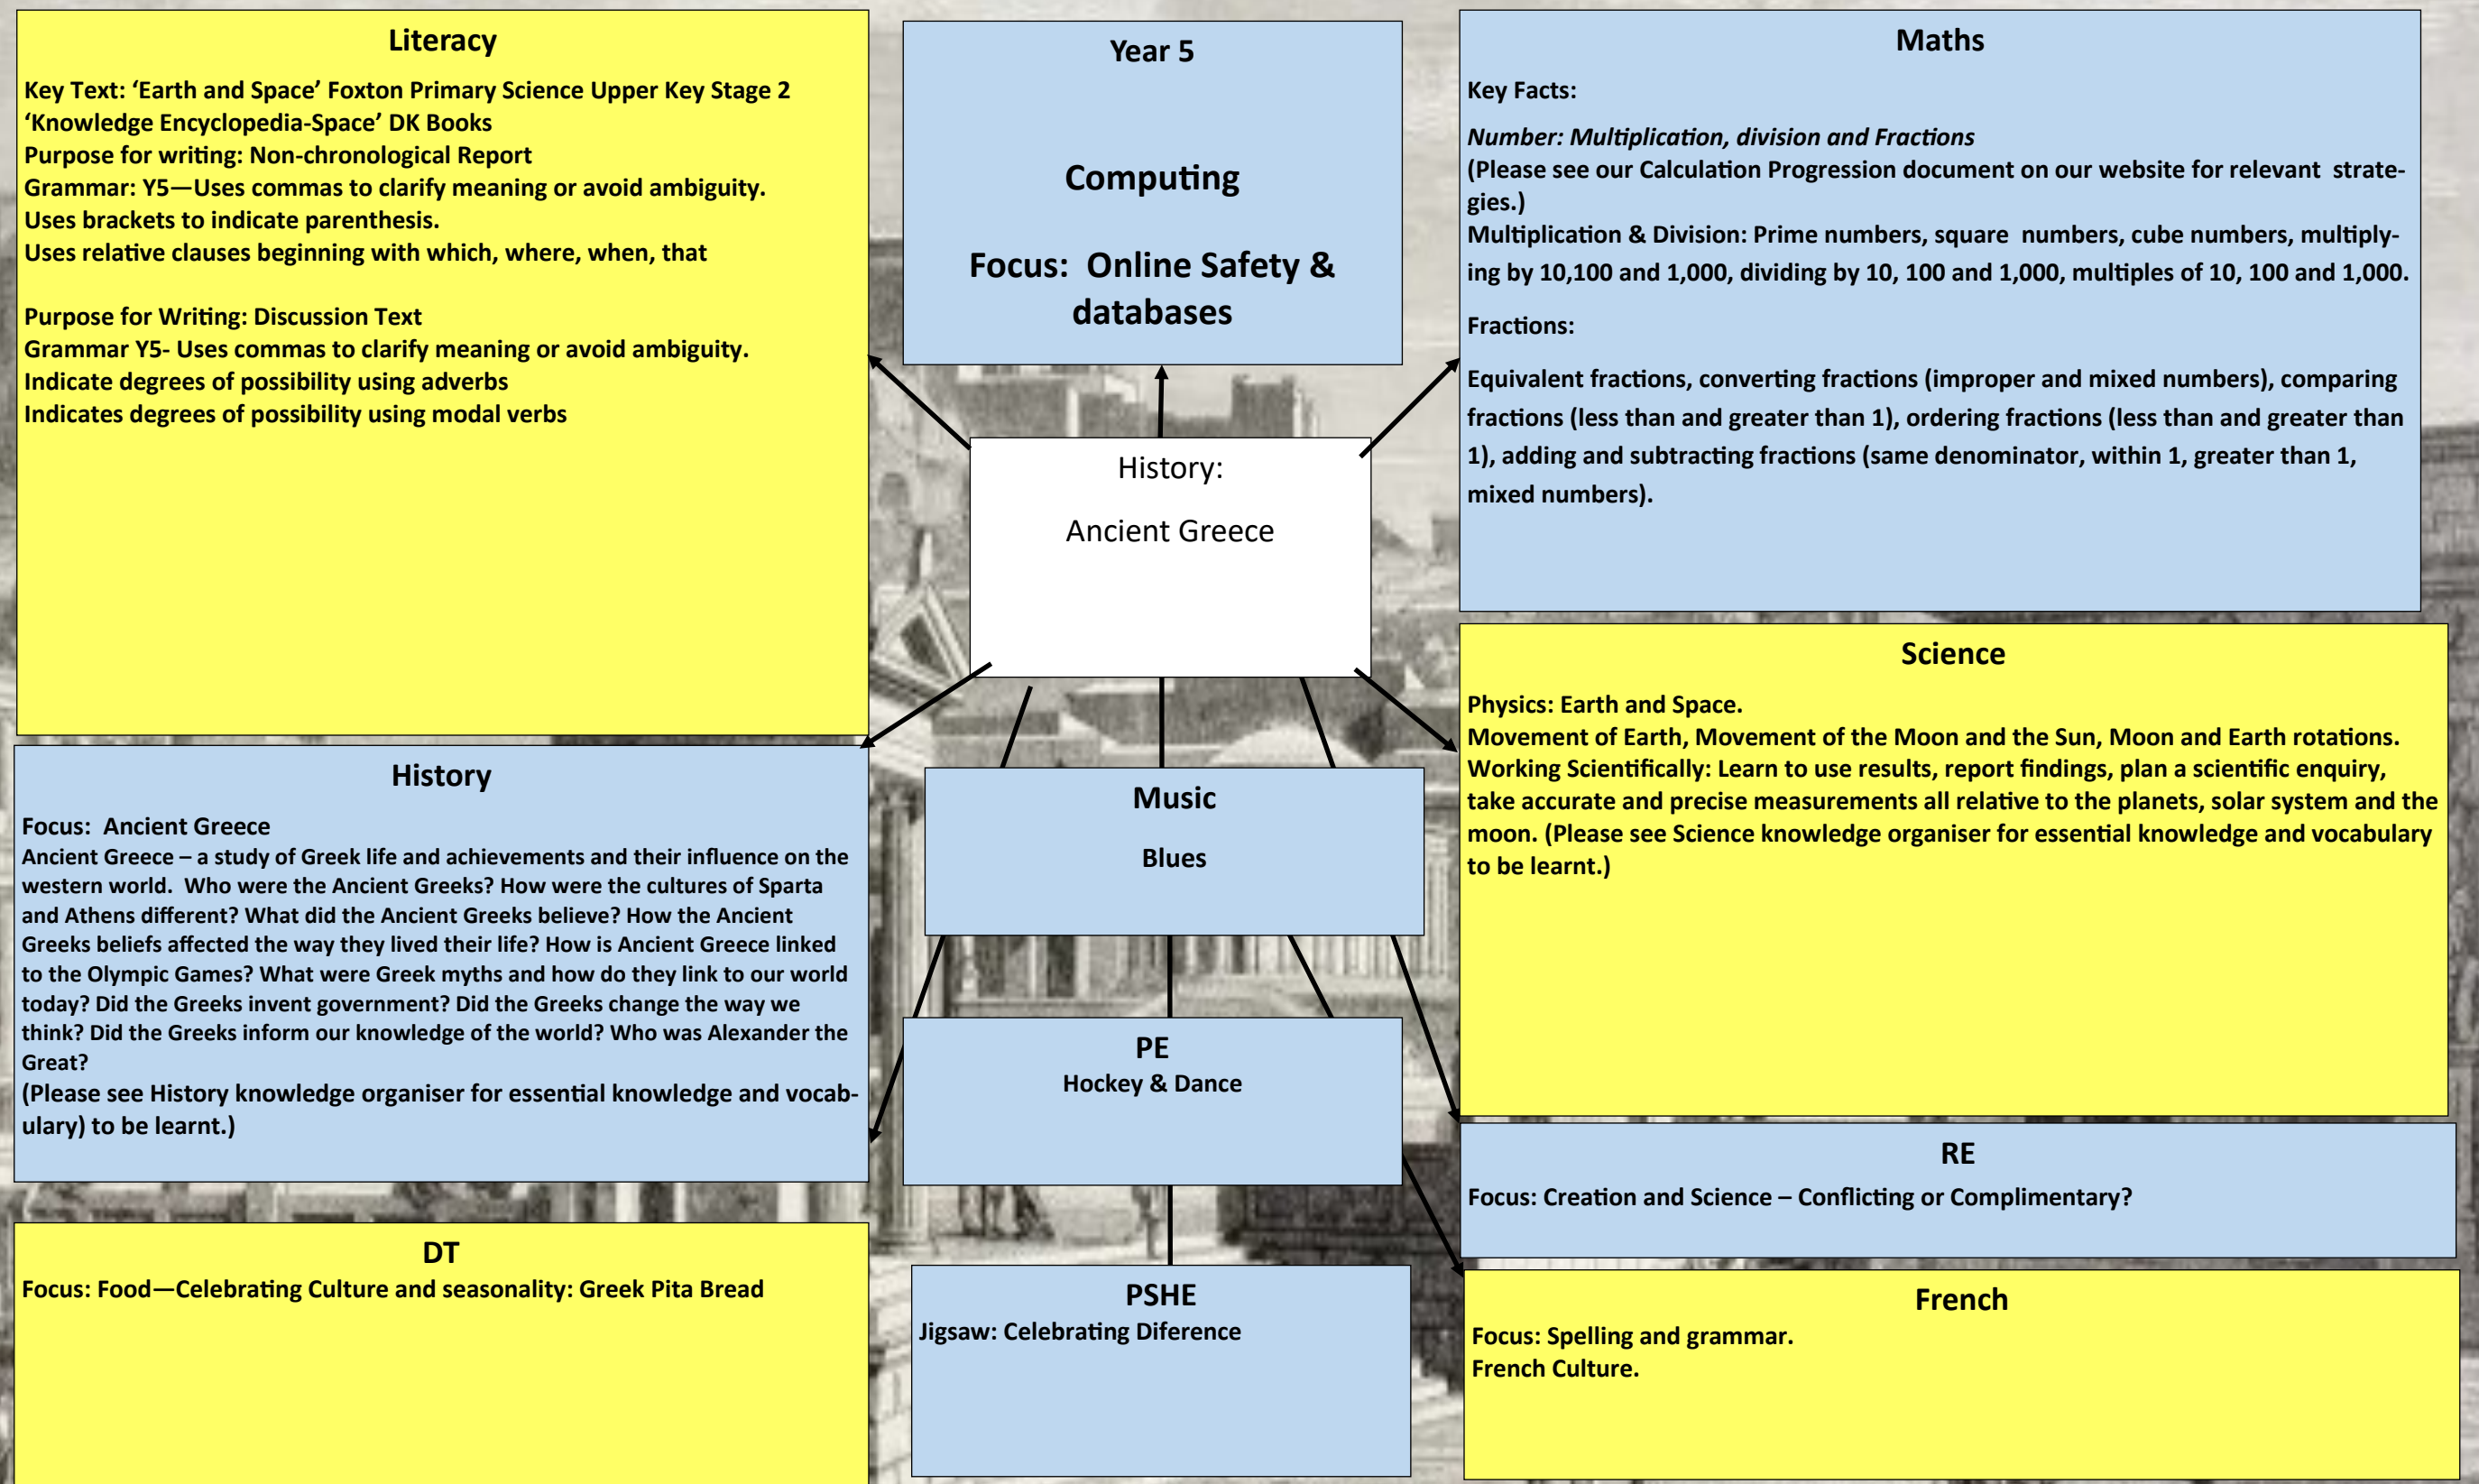 Literacy
Key Text: ‘Earth and Space’ Foxton Primary Science Upper Key Stage 2
‘Knowledge Encyclopedia-Space’ DK Books
Purpose for writing: Non-chronological Report
Grammar: Y5—Uses commas to clarify meaning or avoid ambiguity.
Uses brackets to indicate parenthesis.
Uses relative clauses beginning with which, where, when, that
Purpose for Writing: Discussion Text
Grammar Y5- Uses commas to clarify meaning or avoid ambiguity.
Indicate degrees of possibility using adverbs
Indicates degrees of possibility using modal verbs
Year 5
Computing
Focus:  Online Safety &
databases
Maths
Key Facts:
Number: Multiplication, division and Fractions
(Please see our Calculation Progression document on our website for relevant  strate-
gies.)
Multiplication & Division: Prime numbers, square  numbers, cube numbers, multiply-
ing by 10,100 and 1,000, dividing by 10, 100 and 1,000, multiples of 10, 100 and 1,000.
Fractions:
Equivalent fractions, converting fractions (improper and mixed numbers), comparing
fractions (less than and greater than 1), ordering fractions (less than and greater than
1), adding and subtracting fractions (same denominator, within 1, greater than 1,
mixed numbers).
History:
Ancient Greece
Science
Physics: Earth and Space.
Movement of Earth, Movement of the Moon and the Sun, Moon and Earth rotations.
Working Scientifically: Learn to use results, report findings, plan a scientific enquiry,
take accurate and precise measurements all relative to the planets, solar system and the
moon. (Please see Science knowledge organiser for essential knowledge and vocabulary
to be learnt.)
History
Focus:  Ancient Greece
Ancient Greece – a study of Greek life and achievements and their influence on the
western world.  Who were the Ancient Greeks? How were the cultures of Sparta
and Athens different? What did the Ancient Greeks believe? How the Ancient
Greeks beliefs affected the way they lived their life? How is Ancient Greece linked
to the Olympic Games? What were Greek myths and how do they link to our world
today? Did the Greeks invent government? Did the Greeks change the way we
think? Did the Greeks inform our knowledge of the world? Who was Alexander the
Great?
(Please see History knowledge organiser for essential knowledge and vocab-
ulary) to be learnt.)
Music
Blues
PE
Hockey & Dance
RE
Focus: Creation and Science – Conflicting or Complimentary?
DT
Focus: Food—Celebrating Culture and seasonality: Greek Pita Bread
PSHE
Jigsaw: Celebrating Diference
French
Focus: Spelling and grammar.
French Culture.